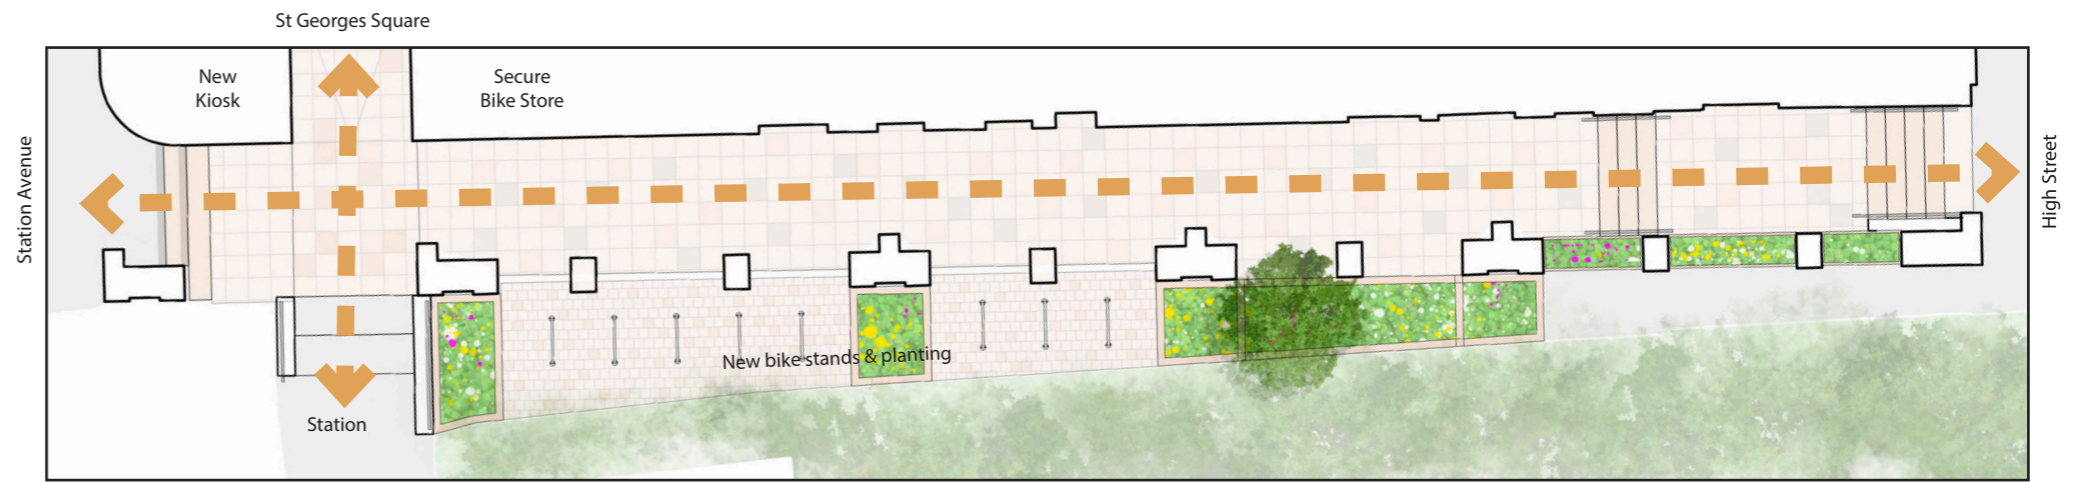 St Georges Square
New
Kiosk
Secure
Bike Store
Station Avenue
High Street
New bike stands & planting
Station